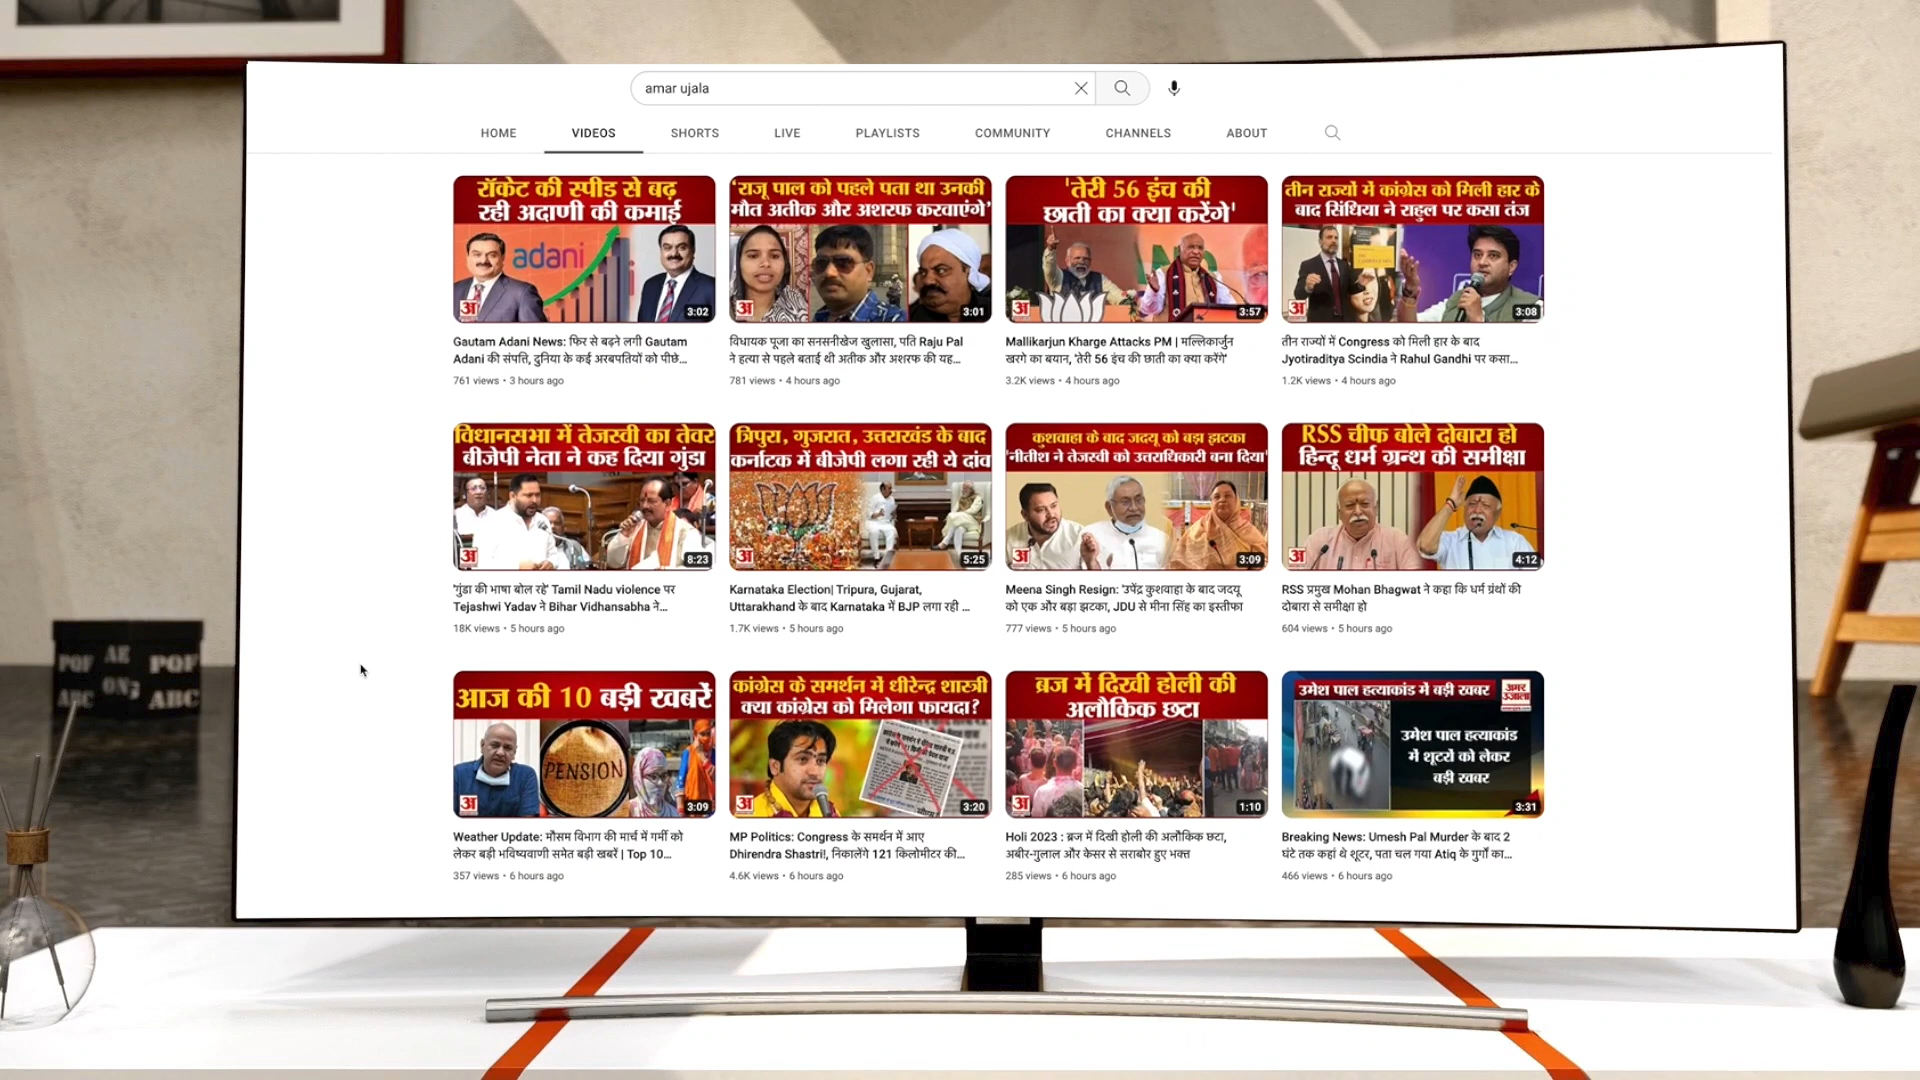 amar ujala
HOME VIDEOS SHORTS LIVE PLAYLISTS COMMUNITY CHANNELS ABOUT
रॉकेट की स्पीड से बढ़
रही अदाणी की कमाई
adani
अ
3:02
Gautam Adani News: फिर से बढ़ने लगी Gautam
Adani की संपत्ति, दुनिया के कई अरबपतियों को पीछे...
761 views • 3 hours ago
'राजू पाल को पहले पता था उनकी
मौत अतीक और अशरफ करवाएंगे'
अ
3:01
विधायक पूजा का सनसनीखेज खुलासा, पति Raju Pal
ने हत्या से पहले बताई थी अतीक और अशरफ की यह...
781 views • 4 hours ago
'तेरी 56 इंच की
छाती का क्या करेंगे'
अ
3:57
Mallikarjun Kharge Attacks PM | मल्लिकार्जुन
खरगे का बयान, 'तेरी 56 इंच की छाती का क्या करेंगे'
3.2K views • 4 hours ago
तीन राज्यों में कांग्रेस को मिली हार के
बाद सिंधिया ने राहुल पर कसा तंज
अ
3:08
तीन राज्यों में Congress को मिली हार के बाद
Jyotiraditya Scindia ने Rahul Gandhi पर कसा...
1.2K views • 4 hours ago
विधानसभा में तेजस्वी का तेवर
बीजेपी नेता ने कह दिया गुंडा
अ
8:23
'गुंडा की भाषा बोल रहे' Tamil Nadu violence पर
Tejashwi Yadav ने Bihar Vidhansabha ने...
18K views • 5 hours ago
त्रिपुरा, गुजरात, उत्तराखंड के बाद
कर्नाटक में बीजेपी लगा रही ये दांव
अ
5:25
Karnataka Election| Tripura, Gujarat,
Uttarakhand के बाद Karnataka में BJP लगा रही ...
1.7K views • 5 hours ago
कुशवाहा के बाद जदयू को बड़ा झटका
'नीतीश ने तेजस्वी को उत्तराधिकारी बना दिया'
अ
3:09
Meena Singh Resign: 'उपेंद्र कुशवाहा के बाद जदयू
को एक और बड़ा झटका, JDU से मीना सिंह का इस्तीफा
777 views • 5 hours ago
RSS चीफ बोले दोबारा हो
हिन्दू धर्म ग्रन्थ की समीक्षा
अ
4:12
RSS प्रमुख Mohan Bhagwat ने कहा कि धर्म ग्रंथों की
दोबारा से समीक्षा हो
604 views • 5 hours ago
आज की 10 बड़ी खबरें
PENSION
अ
3:09
Weather Update: मौसम विभाग की मार्च में गर्मी को
लेकर बड़ी भविष्यवाणी समेत बड़ी खबरें | Top 10...
357 views • 6 hours ago
कांग्रेस के समर्थन में धीरेन्द्र शास्त्री
क्या कांग्रेस को मिलेगा फायदा?
अ
3:20
MP Politics: Congress के समर्थन में आए
Dhirendra Shastri!, निकालेंगे 121 किलोमीटर की...
4.6K views • 6 hours ago
ब्रज में दिखी होली की
अलौकिक छटा
अ
1:10
Holi 2023 : ब्रज में दिखी होली की अलौकिक छटा,
अबीर-गुलाल और केसर से सराबोर हुए भक्त
285 views • 6 hours ago
उमेश पाल हत्याकांड में बड़ी खबर
अमर
उजाला
उमेश पाल हत्याकांड
में शूटरों को लेकर
बड़ी खबर
3:31
Breaking News: Umesh Pal Murder के बाद 2
घंटे तक कहां थे शूटर, पता चल गया Atiq के गुर्गों का...
466 views • 6 hours ago
PQF AE PQF
ABC ABC